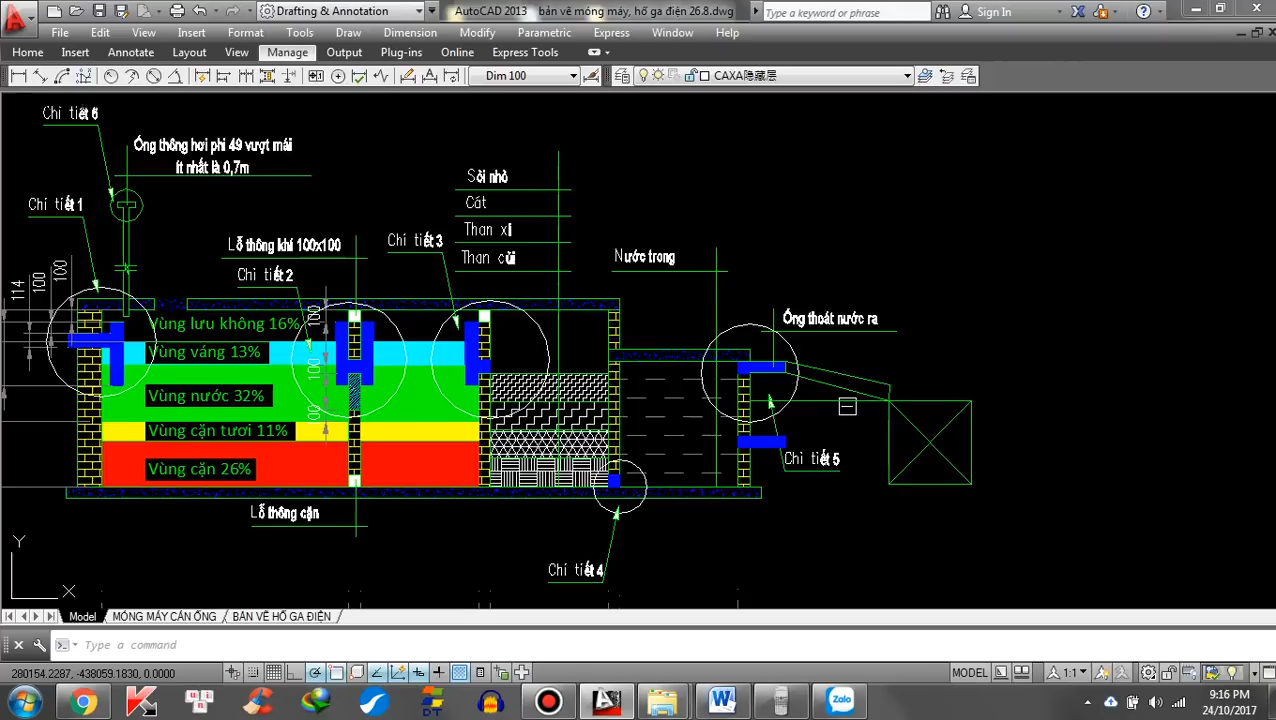 Drafting & Annotation
AutoCAD 2013 bản vẽ móng máy, hố ga điện 26.8.dwg
Type a keyword or phrase
Sign In
File Edit View Insert Format Tools Draw Dimension Modify Parametric Express Window Help
Home Insert Annotate Layout View Manage Output Plug-ins Online Express Tools
Dim 100
CAXA隐藏层
Chi tiết 6
Ống thông hơi phi 49 vượt mái
ít nhất là 0,7m
Sỏi nhỏ
Cát
Than xỉ
Than củi
Chi tiết 1
Lỗ thông khí 100x100
Chi tiết 3
Nước trong
Chi tiết 2
114
100
100
100
100
100
Ống thoát nước ra
Vùng lưu không 16%
Vùng váng 13%
Vùng nước 32%
Vùng cặn tươi 11%
Vùng cặn 26%
Chi tiết 5
Lỗ thông cặn
Chi tiết 4
Y
X
Model MÓNG MÁY CÁN ỐNG BẢN VẼ HỐ GA ĐIỆN
Type a command
280154.2287, -438059.1830, 0.0000
MODEL
1:1
Zalo
9:16 PM
24/10/2017